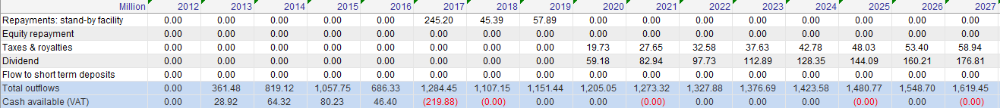 Million 2012 2013 2014 2015 2016 2017 2018 2019 2020 2021 2022 2023 2024 2025 2026 2027
Repayments: stand-by facility 0.00 0.00 0.00 0.00 0.00 245.20 45.39 57.89 0.00 0.00 0.00 0.00 0.00 0.00 0.00 0.00
Equity repayment 0.00 0.00 0.00 0.00 0.00 0.00 0.00 0.00 0.00 0.00 0.00 0.00 0.00 0.00 0.00 0.00
Taxes & royalties 0.00 0.00 0.00 0.00 0.00 0.00 0.00 0.00 19.73 27.65 32.58 37.63 42.78 48.03 53.40 58.94
Dividend 0.00 0.00 0.00 0.00 0.00 0.00 0.00 0.00 59.18 82.94 97.73 112.89 128.35 144.09 160.21 176.81
Flow to short term deposits 0.00 0.00 0.00 0.00 0.00 0.00 0.00 0.00 0.00 0.00 0.00 0.00 0.00 0.00 0.00 0.00
Total outflows 0.00 361.48 819.12 1,057.75 686.33 1,284.45 1,107.15 1,151.44 1,205.05 1,273.32 1,327.88 1,376.69 1,423.58 1,480.77 1,548.70 1,619.45
Cash available (VAT) 0.00 28.92 64.32 80.23 46.40 (219.88) (0.00) 0.00 0.00 (0.00) 0.00 0.00 0.00 (0.00) 0.00 (0.00)